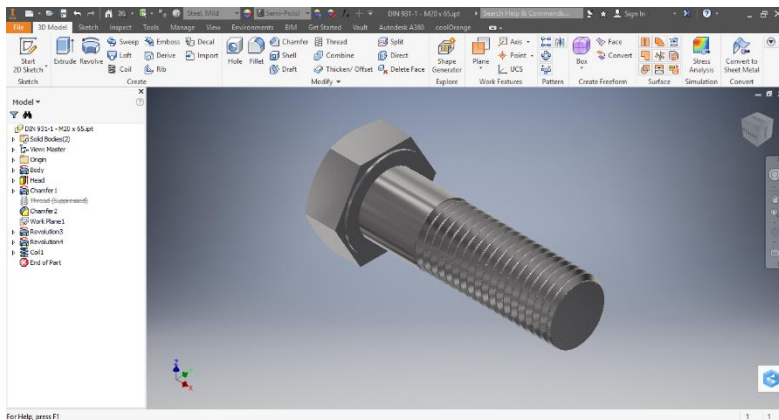 Steel, Mild
Semi-Polis
DIN 931-1 - M20 x 65.ipt
Search Help & Commands...
Sign In
File 3D Model Sketch Inspect Tools Manage View Environments BIM Get Started Vault Autodesk A360 coolOrange
Start
2D Sketch
Extrude
Revolve
Sweep
Emboss
Decal
Loft
Derive
Import
Coil
Rib
Hole
Fillet
Chamfer
Thread
Split
Shell
Combine
Direct
Draft
Thicken/ Offset
Delete Face
Shape
Generator
Plane
Axis
Point
UCS
Box
Face
Convert
Stress
Analysis
Convert to
Sheet Metal
Sketch Create Modify Explore Work Features Pattern Create Freeform Surface Simulation Convert
Model
DIN 931-1 - M20 x 65.ipt
Solid Bodies(2)
View: Master
Origin
Body
Head
Chamfer1
Thread (Suppressed)
Chamfer2
Work Plane1
Revolution3
Revolution4
Coil1
End of Part
Z
X
For Help, press F1
1 1